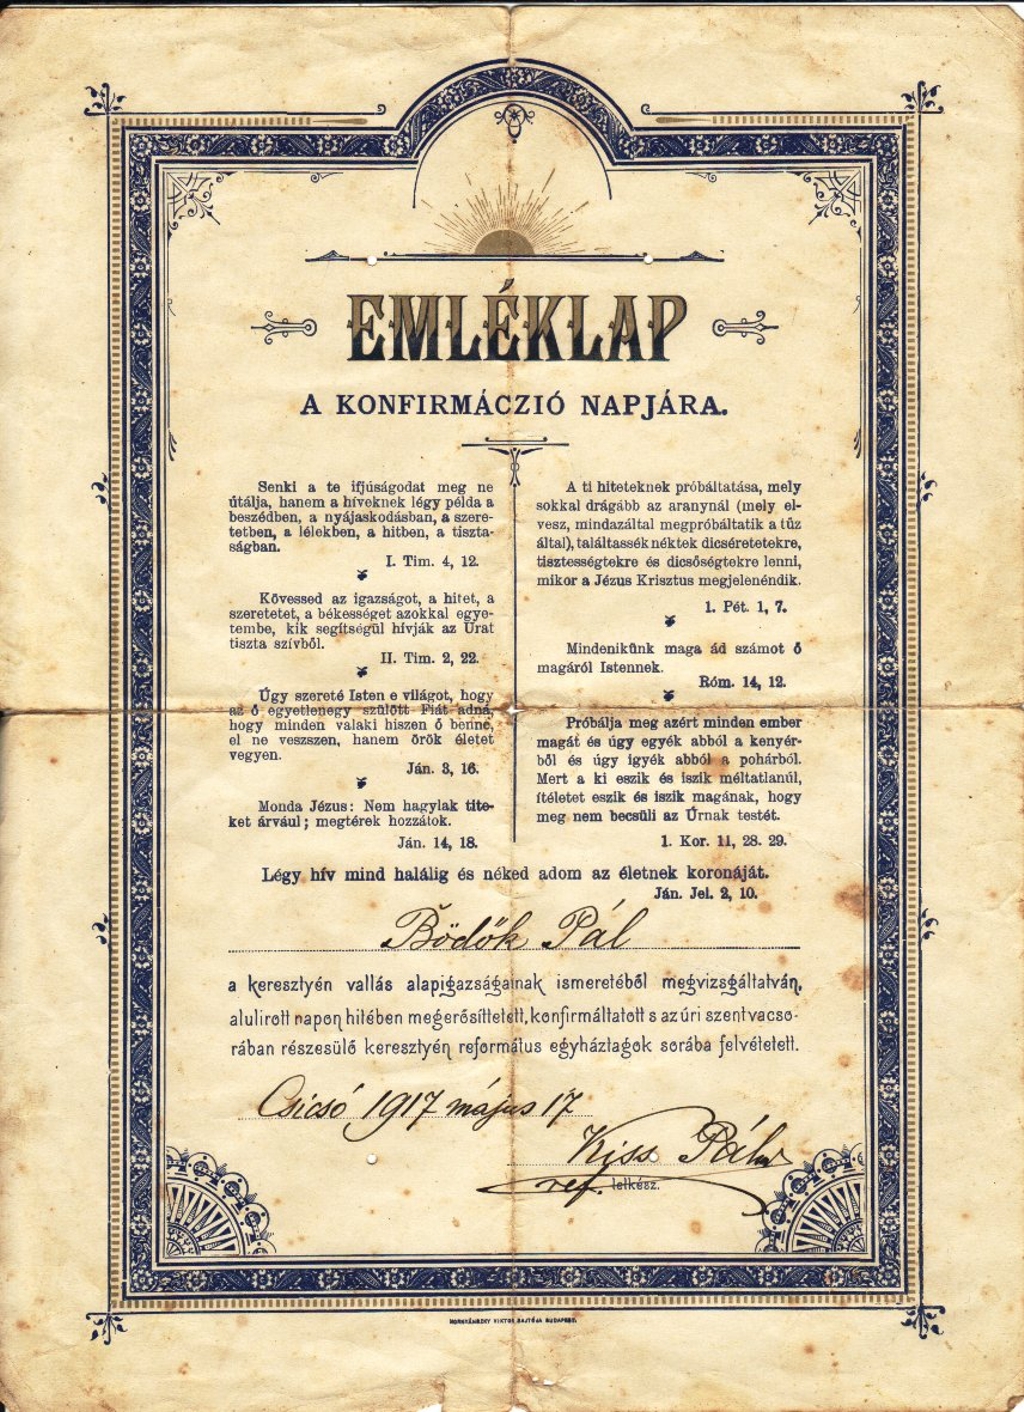 EMLÉKLAP
A KONFIRMÁCZIÓ NAPJÁRA.
Senki a te ifjúságodat meg ne
útálja, hanem a híveknek légy példa a
beszédben, a nyájaskodásban, a szere-
tetben, a lélekben, a hitben, a tiszta-
ságban.
I. Tim. 4, 12.
Kövessed az igazságot, a hitet, a
szeretetet, a békességet azokkal egye-
tembe, kik segítségül hívják az Urat
tiszta szívből.
II. Tim. 2, 22.
Úgy szereté Isten e világot, hogy
az ő egyetlenegy szülött Fiát adná,
hogy minden valaki hiszen ő benne,
el ne veszszen, hanem örök életet
vegyen.
Ján. 3, 16.
Monda Jézus: Nem hagylak tite-
ket árvául; megtérek hozzátok.
Ján. 14, 18.
A ti hiteteknek próbáltatása, mely
sokkal drágább az aranynál (mely el-
vesz, mindazáltal megpróbáltatik a tűz
által), találtassék néktek dicséretetekre,
tisztességtekre és dicsőségtekre lenni,
mikor a Jézus Krisztus megjelenéndik.
1. Pét. 1, 7.
Mindenikünk maga ád számot ő
magáról Istennek.
Róm. 14, 12.
Próbálja meg azért minden ember
magát és úgy egyék abból a kenyér-
ből és úgy igyék abból a pohárból.
Mert a ki eszik és iszik méltatlanúl,
ítéletet eszik és iszik magának, hogy
meg nem becsüli az Úrnak testét.
1. Kor. 11, 28. 29.
Légy hív mind halálig és néked adom az életnek koronáját.
Ján. Jel. 2, 10.
Bödők Pál
a keresztyén vallás alapigazságainak ismeretéből megvizsgáltatván,
alulirott napon hitében megerősíttetett, konfirmáltatott s az úri szent vacso-
rában részesülő keresztyén református egyháztagok sorába felvétetett.
Csicsó 1917 május 17
Kiss Pál
ref. lelkész.
HORNYÁNSZKY VIKTOR SAJTÓJA BUDAPEST.